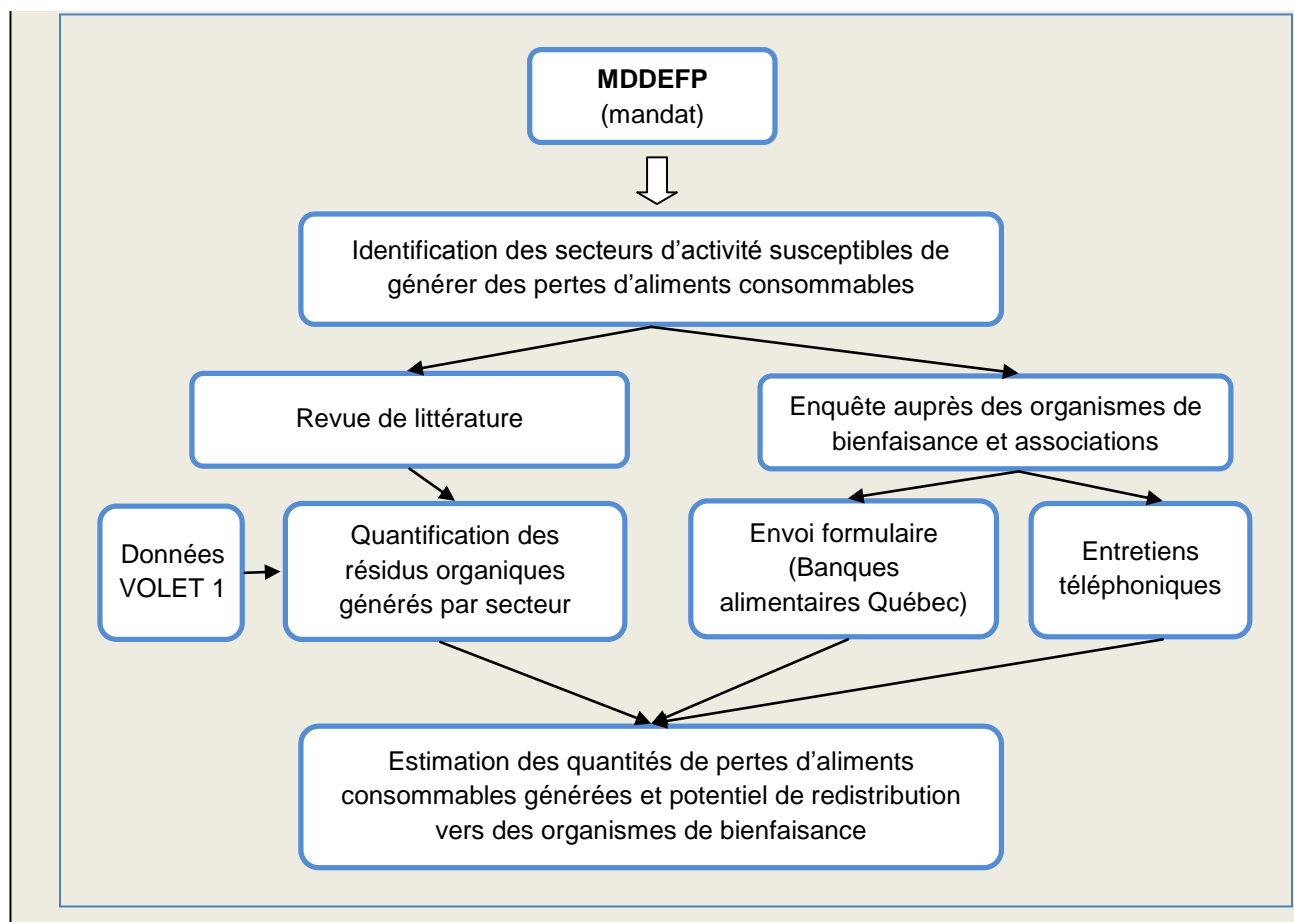 MDDEFP
(mandat)
Identification des secteurs d’activité susceptibles de
générer des pertes d’aliments consommables
Revue de littérature
Enquête auprès des organismes de
bienfaisance et associations
Données
VOLET 1
Quantification des
résidus organiques
générés par secteur
Envoi formulaire
(Banques
alimentaires Québec)
Entretiens
téléphoniques
Estimation des quantités de pertes d’aliments
consommables générées et potentiel de redistribution
vers des organismes de bienfaisance